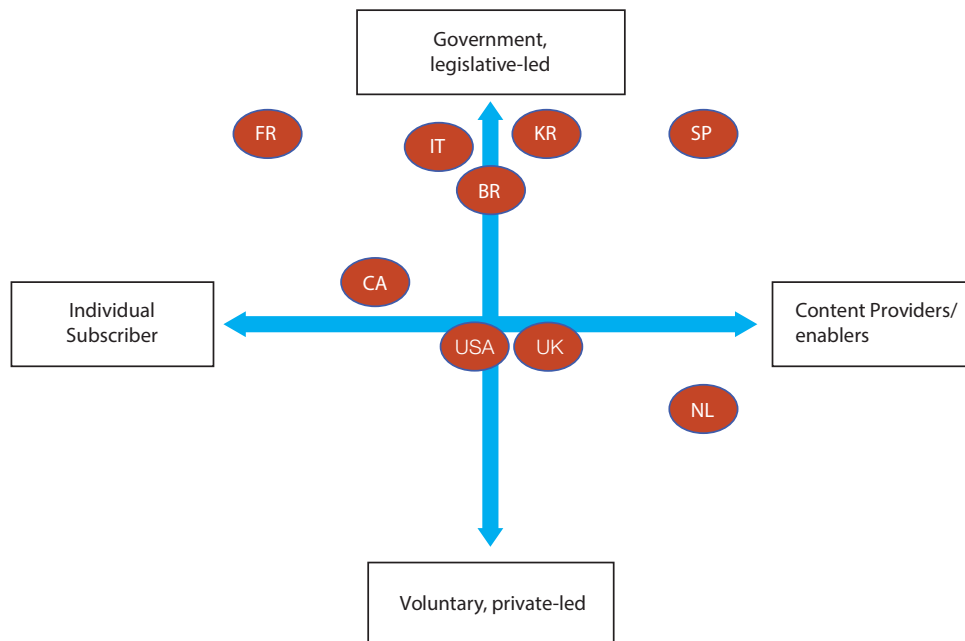 Government,
legislative-led
FR
IT
KR
SP
BR
CA
Individual
Subscriber
Content Providers/
enablers
USA
UK
NL
Voluntary, private-led